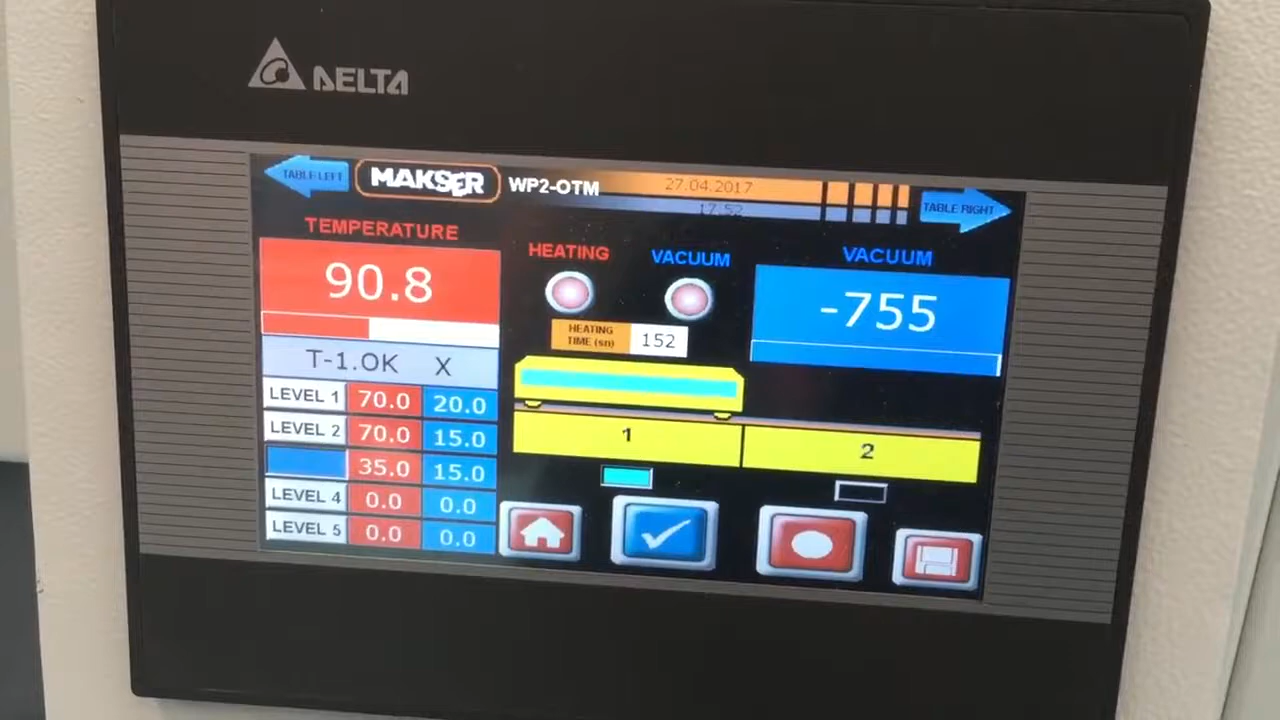 DELTA
TABLE LEFT
MAKSER
WP2-OTM
27.04.2017
17:52
TABLE RIGHT
TEMPERATURE
90.8
HEATING
VACUUM
VACUUM
-755
HEATING
TIME (sn)
152
T-1.OK X
LEVEL 1 70.0 20.0
LEVEL 2 70.0 15.0
35.0 15.0
LEVEL 4 0.0 0.0
LEVEL 5 0.0 0.0
1
2